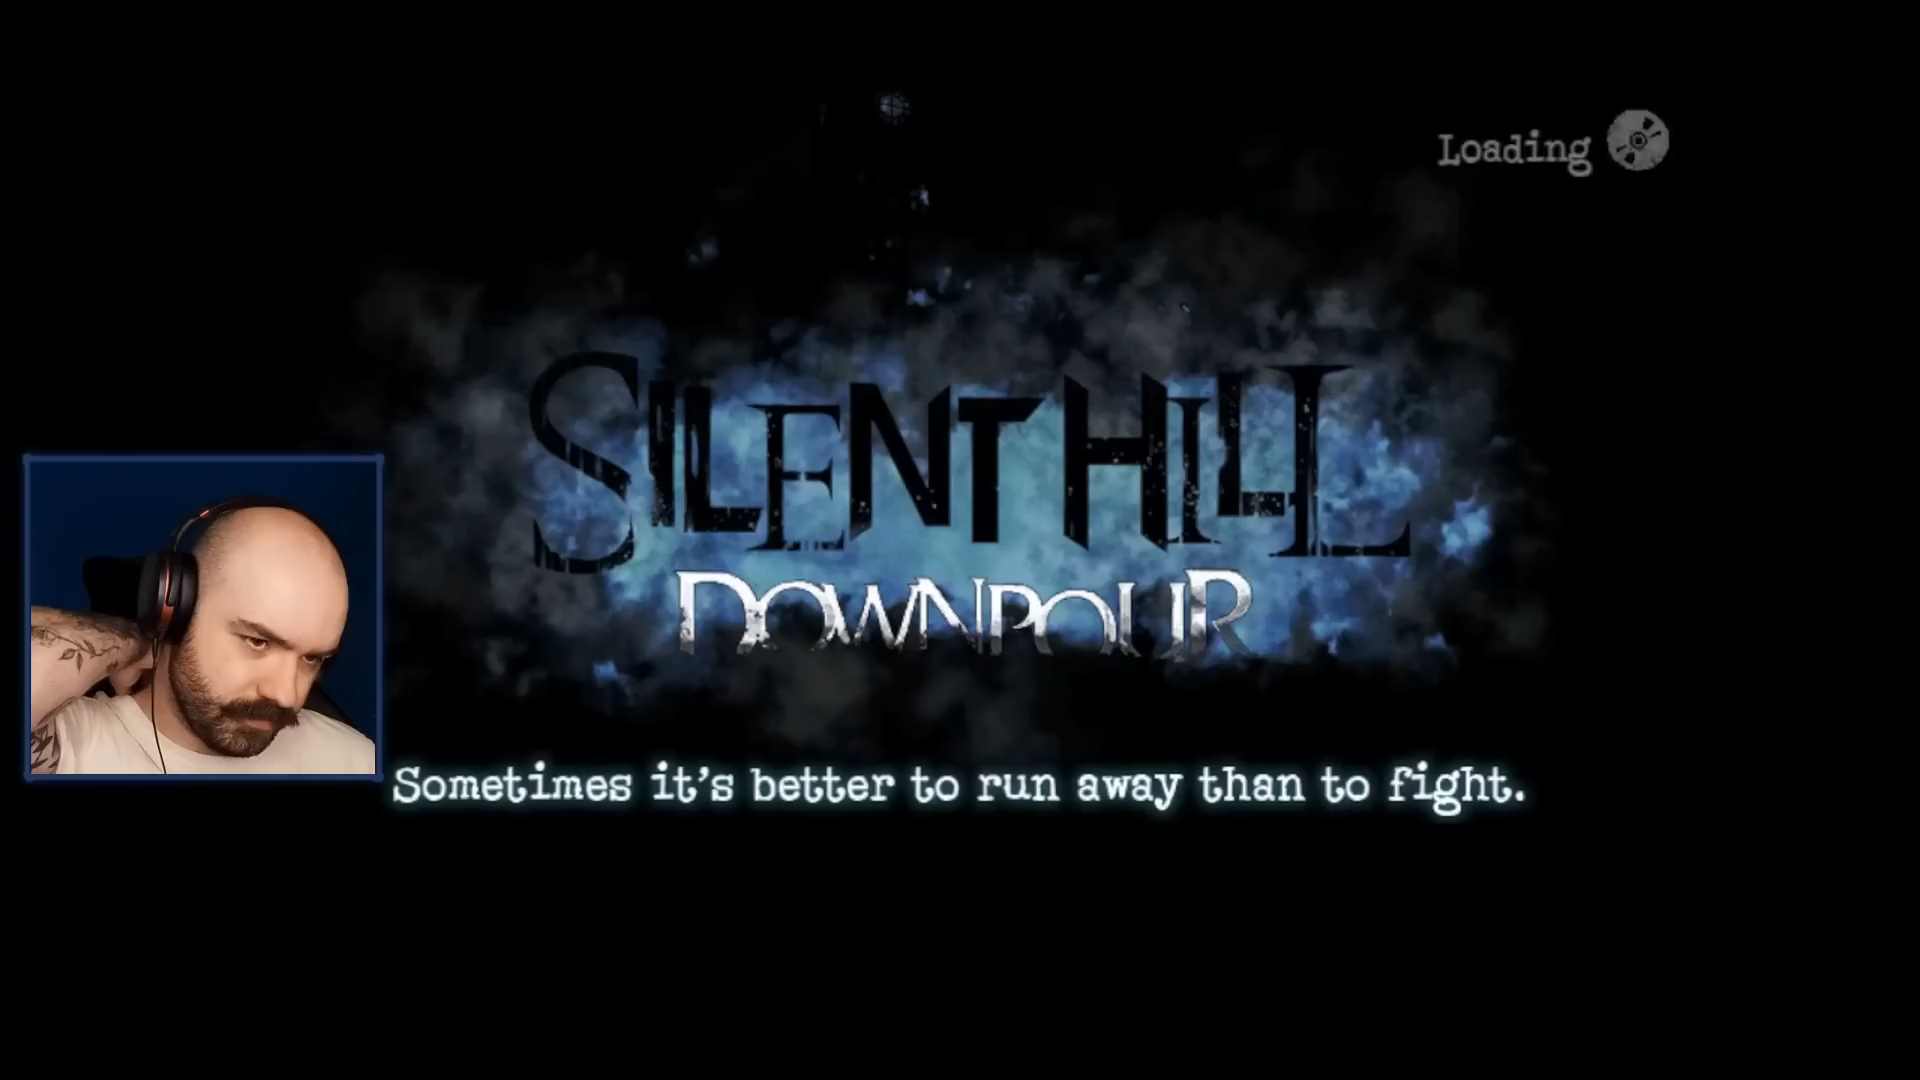 Loading
SILENT HILL
DOWNPOUR
Sometimes it's better to run away than to fight.